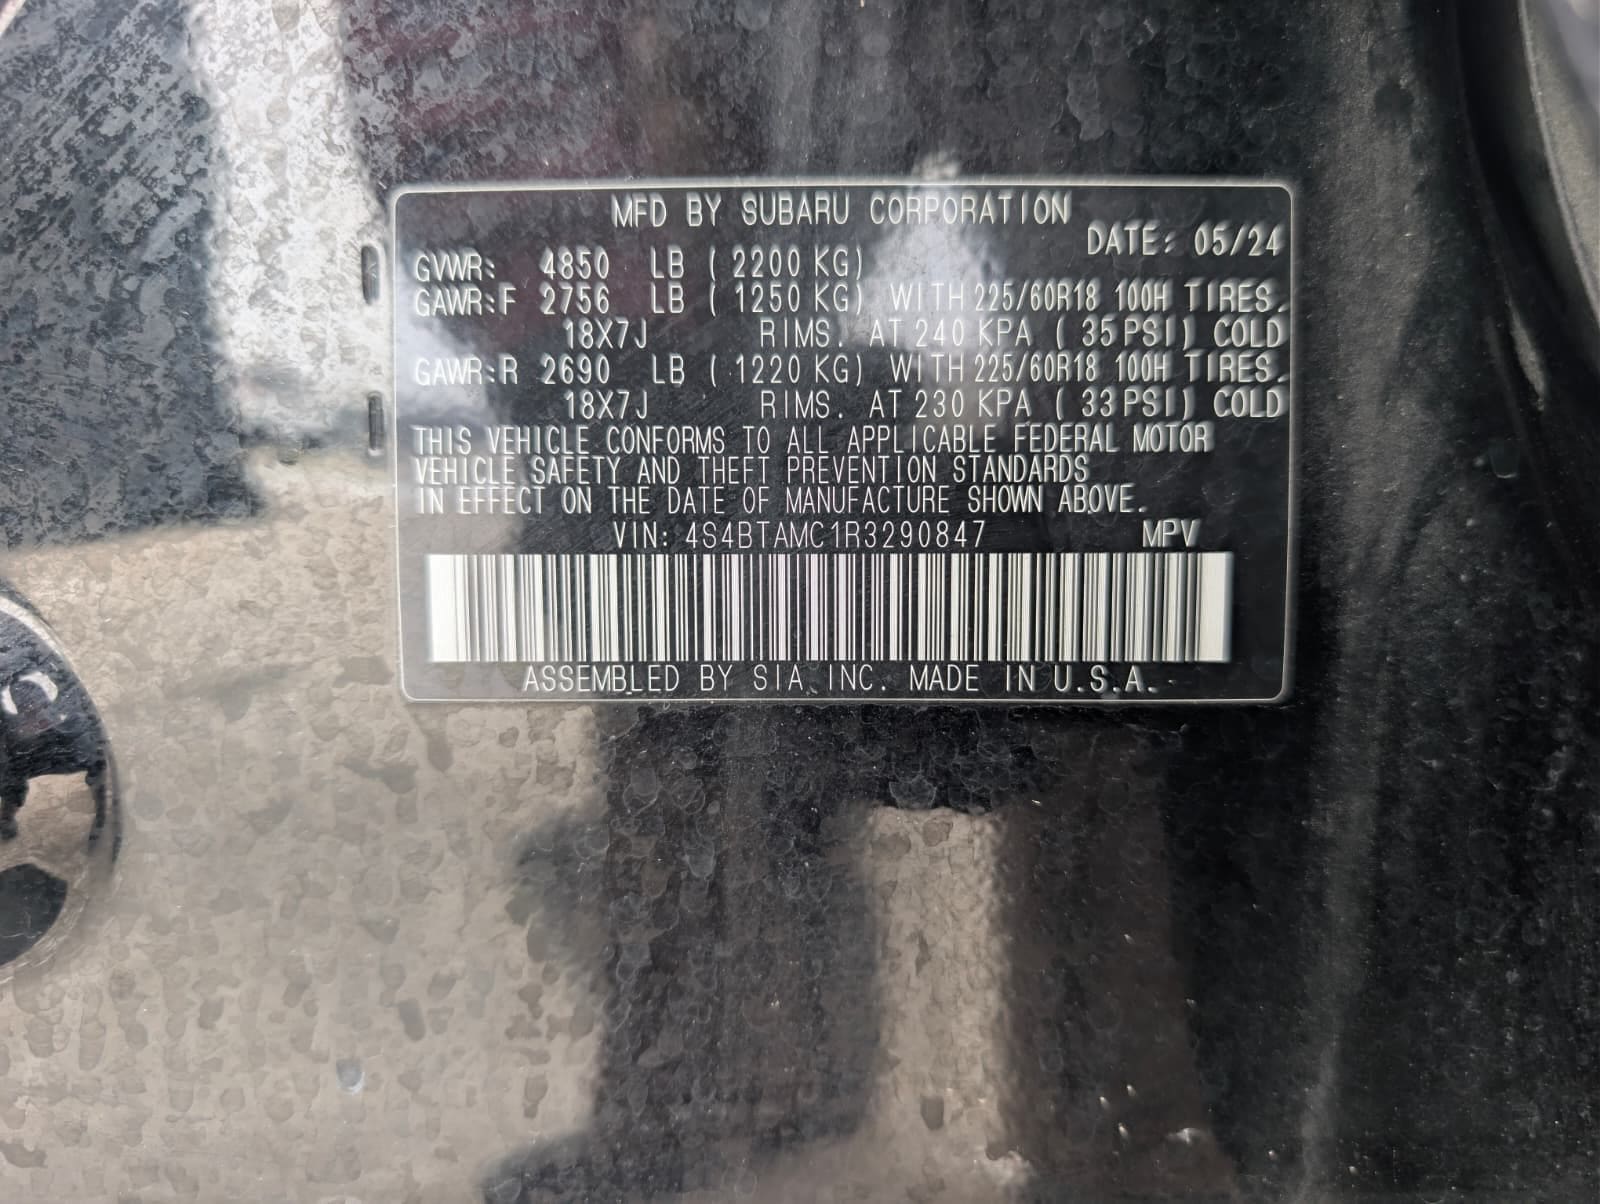 MFD BY SUBARU CORPORATION
DATE: 05/24
GVWR: 4850 LB (2200 KG)
GAWR:F 2756 LB (1250 KG) WITH 225/60R18 100H TIRES.
18X7J RIMS. AT 240 KPA (35 PSI) COLD
GAWR:R 2690 LB (1220 KG) WITH 225/60R18 100H TIRES.
18X7J RIMS. AT 230 KPA (33 PSI) COLD
THIS VEHICLE CONFORMS TO ALL APPLICABLE FEDERAL MOTOR
VEHICLE SAFETY AND THEFT PREVENTION STANDARDS
IN EFFECT ON THE DATE OF MANUFACTURE SHOWN ABOVE.
VIN: 4S4BTAMC1R3290847 MPV
ASSEMBLED BY SIA INC. MADE IN U.S.A.